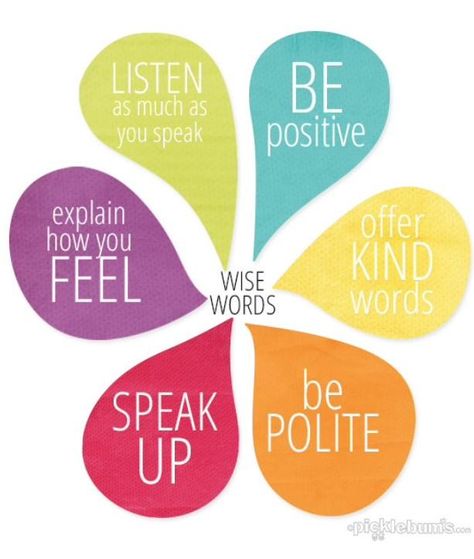 LISTEN
as much as
you speak
BE
positive
explain
how you
FEEL
offer
KIND
words
WISE
WORDS
SPEAK
UP
be
POLITE
picklebums.com